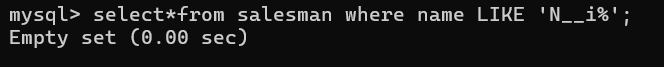 mysql> select*from salesman where name LIKE 'N__i%';
Empty set (0.00 sec)